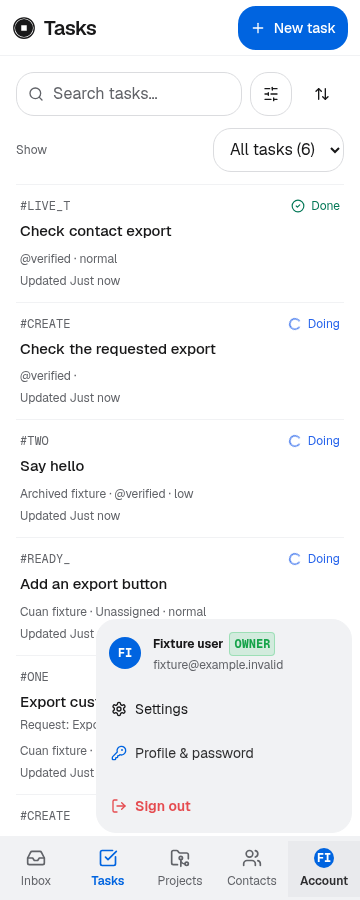 Tasks
New task
Search tasks...
Show
All tasks (6)
#LIVE_T
Done
Check contact export
@verified · normal
Updated Just now
#CREATE
Doing
Check the requested export
@verified ·
Updated Just now
#TWO
Doing
Say hello
Archived fixture · @verified · low
Updated Just now
#READY_
Doing
Add an export button
Cuan fixture · Unassigned · normal
Updated Just
#ONE
Export cus
Request: Expo
Cuan fixture ·
Updated Just
#CREATE
FI
Fixture user OWNER
fixture@example.invalid
Settings
Profile & password
Sign out
Inbox
Tasks
Projects
Contacts
FI
Account